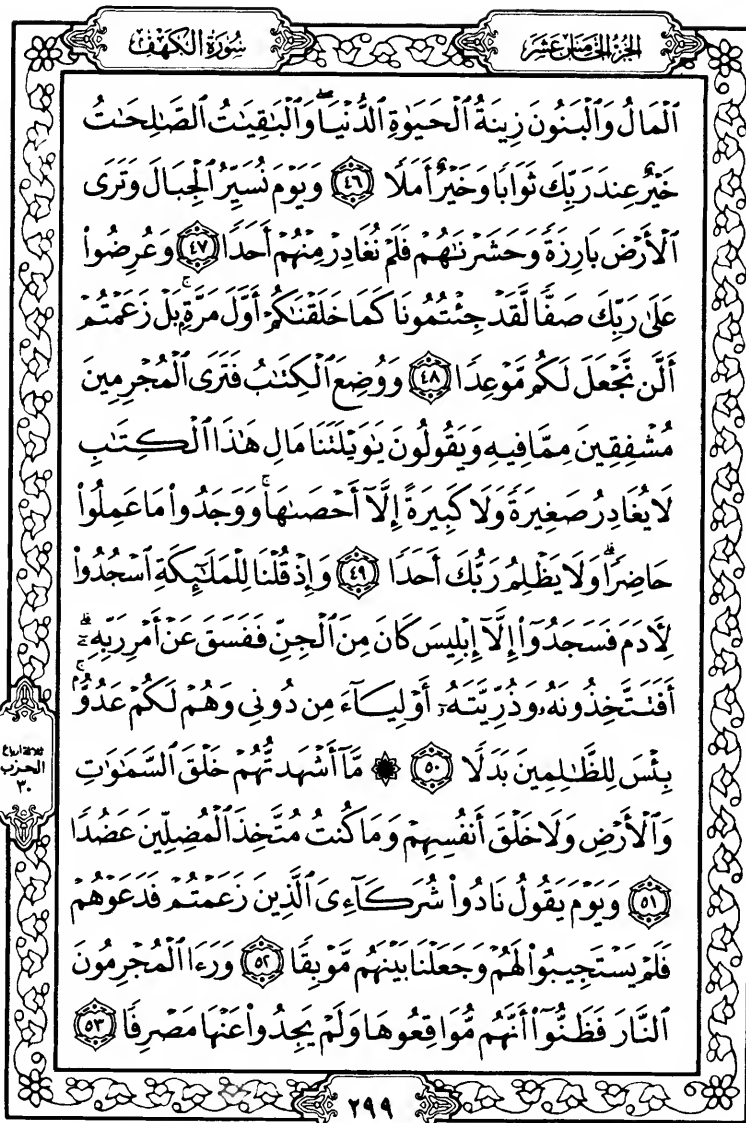 الجزء الخامس عشر
سُورَةُ الكَهْفِ
ٱلْمَالُ وَٱلْبَنُونَ زِينَةُ ٱلْحَيَوٰةِ ٱلدُّنْيَا ۖ وَٱلْبَٰقِيَٰتُ ٱلصَّٰلِحَٰتُ
خَيْرٌ عِندَ رَبِّكَ ثَوَابًا وَخَيْرٌ أَمَلًا ٤٦ وَيَوْمَ نُسَيِّرُ ٱلْجِبَالَ وَتَرَى
ٱلْأَرْضَ بَارِزَةً وَحَشَرْنَٰهُمْ فَلَمْ نُغَادِرْ مِنْهُمْ أَحَدًا ٤٧ وَعُرِضُوا۟
عَلَىٰ رَبِّكَ صَفًّا لَّقَدْ جِئْتُمُونَا كَمَا خَلَقْنَٰكُمْ أَوَّلَ مَرَّةٍۭ ۚ بَلْ زَعَمْتُمْ
أَلَّن نَّجْعَلَ لَكُم مَّوْعِدًا ٤٨ وَوُضِعَ ٱلْكِتَٰبُ فَتَرَى ٱلْمُجْرِمِينَ
مُشْفِقِينَ مِمَّا فِيهِ وَيَقُولُونَ يَٰوَيْلَتَنَا مَالِ هَٰذَا ٱلْكِتَٰبِ
لَا يُغَادِرُ صَغِيرَةً وَلَا كَبِيرَةً إِلَّآ أَحْصَىٰهَا ۚ وَوَجَدُوا۟ مَا عَمِلُوا۟
حَاضِرًا ۗ وَلَا يَظْلِمُ رَبُّكَ أَحَدًا ٤٩ وَإِذْ قُلْنَا لِلْمَلَٰٓئِكَةِ ٱسْجُدُوا۟
لِءَادَمَ فَسَجَدُوٓا۟ إِلَّآ إِبْلِيسَ كَانَ مِنَ ٱلْجِنِّ فَفَسَقَ عَنْ أَمْرِ رَبِّهِۦٓ ۗ
أَفَتَتَّخِذُونَهُۥ وَذُرِّيَّتَهُۥٓ أَوْلِيَآءَ مِن دُونِى وَهُمْ لَكُمْ عَدُوٌّۢ ۚ
بِئْسَ لِلظَّٰلِمِينَ بَدَلًا ٥٠ ۞ مَّآ أَشْهَدتُّهُمْ خَلْقَ ٱلسَّمَٰوَٰتِ
وَٱلْأَرْضِ وَلَا خَلْقَ أَنفُسِهِمْ وَمَا كُنتُ مُتَّخِذَ ٱلْمُضِلِّينَ عَضُدًا
٥١ وَيَوْمَ يَقُولُ نَادُوا۟ شُرَكَآءِىَ ٱلَّذِينَ زَعَمْتُمْ فَدَعَوْهُمْ
فَلَمْ يَسْتَجِيبُوا۟ لَهُمْ وَجَعَلْنَا بَيْنَهُم مَّوْبِقًا ٥٢ وَرَءَا ٱلْمُجْرِمُونَ
ٱلنَّارَ فَظَنُّوٓا۟ أَنَّهُم مُّوَاقِعُوهَا وَلَمْ يَجِدُوا۟ عَنْهَا مَصْرِفًا ٥٣
ثلاثة ارباع
الحزب
٣٠
٢٩٩